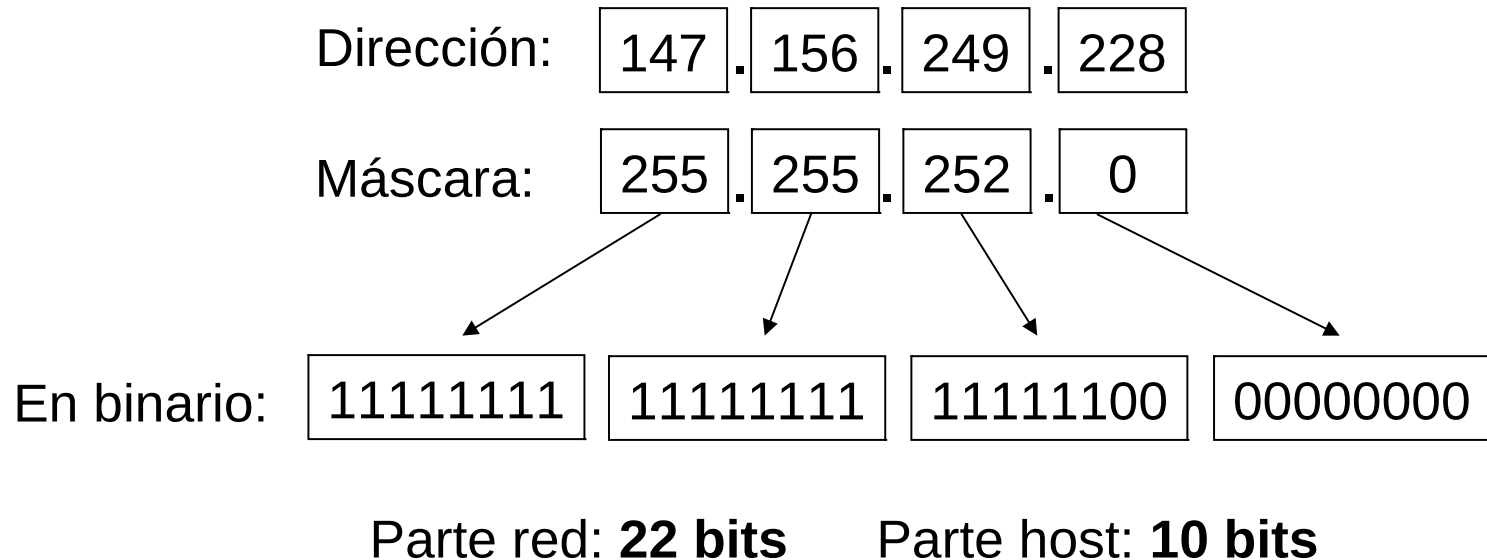 Dirección: 147 . 156 . 249 . 228
Máscara: 255 . 255 . 252 . 0
En binario: 11111111 11111111 11111100 00000000
Parte red: 22 bits Parte host: 10 bits